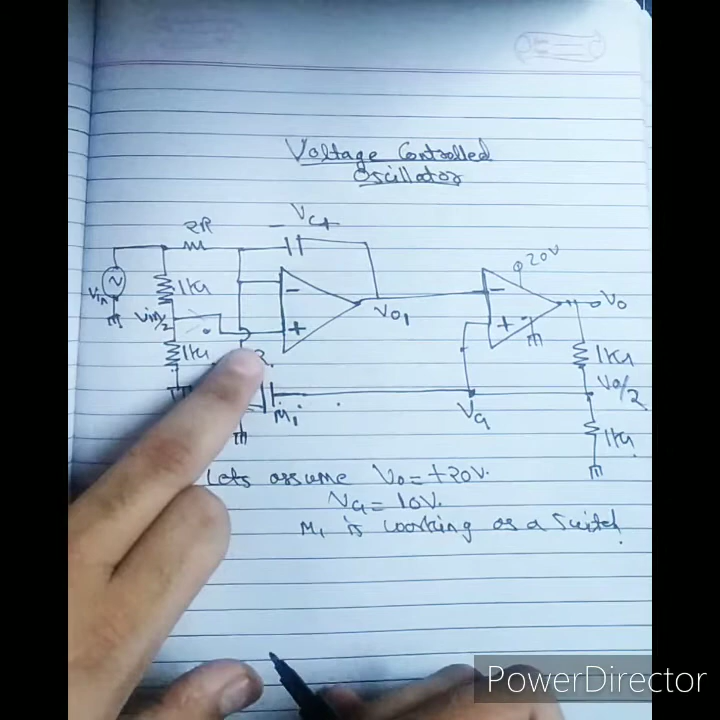 Voltage Controlled
Oscillator
2R
- Vc +
Vin
1kΩ
Vin/2
1kΩ
-
+
Vo1
20V
-
+
Vo
1kΩ
Vo/2
1kΩ
M1
VG
Lets assume Vo = +20V.
VG = 10V.
M1 is working as a switch.
PowerDirector